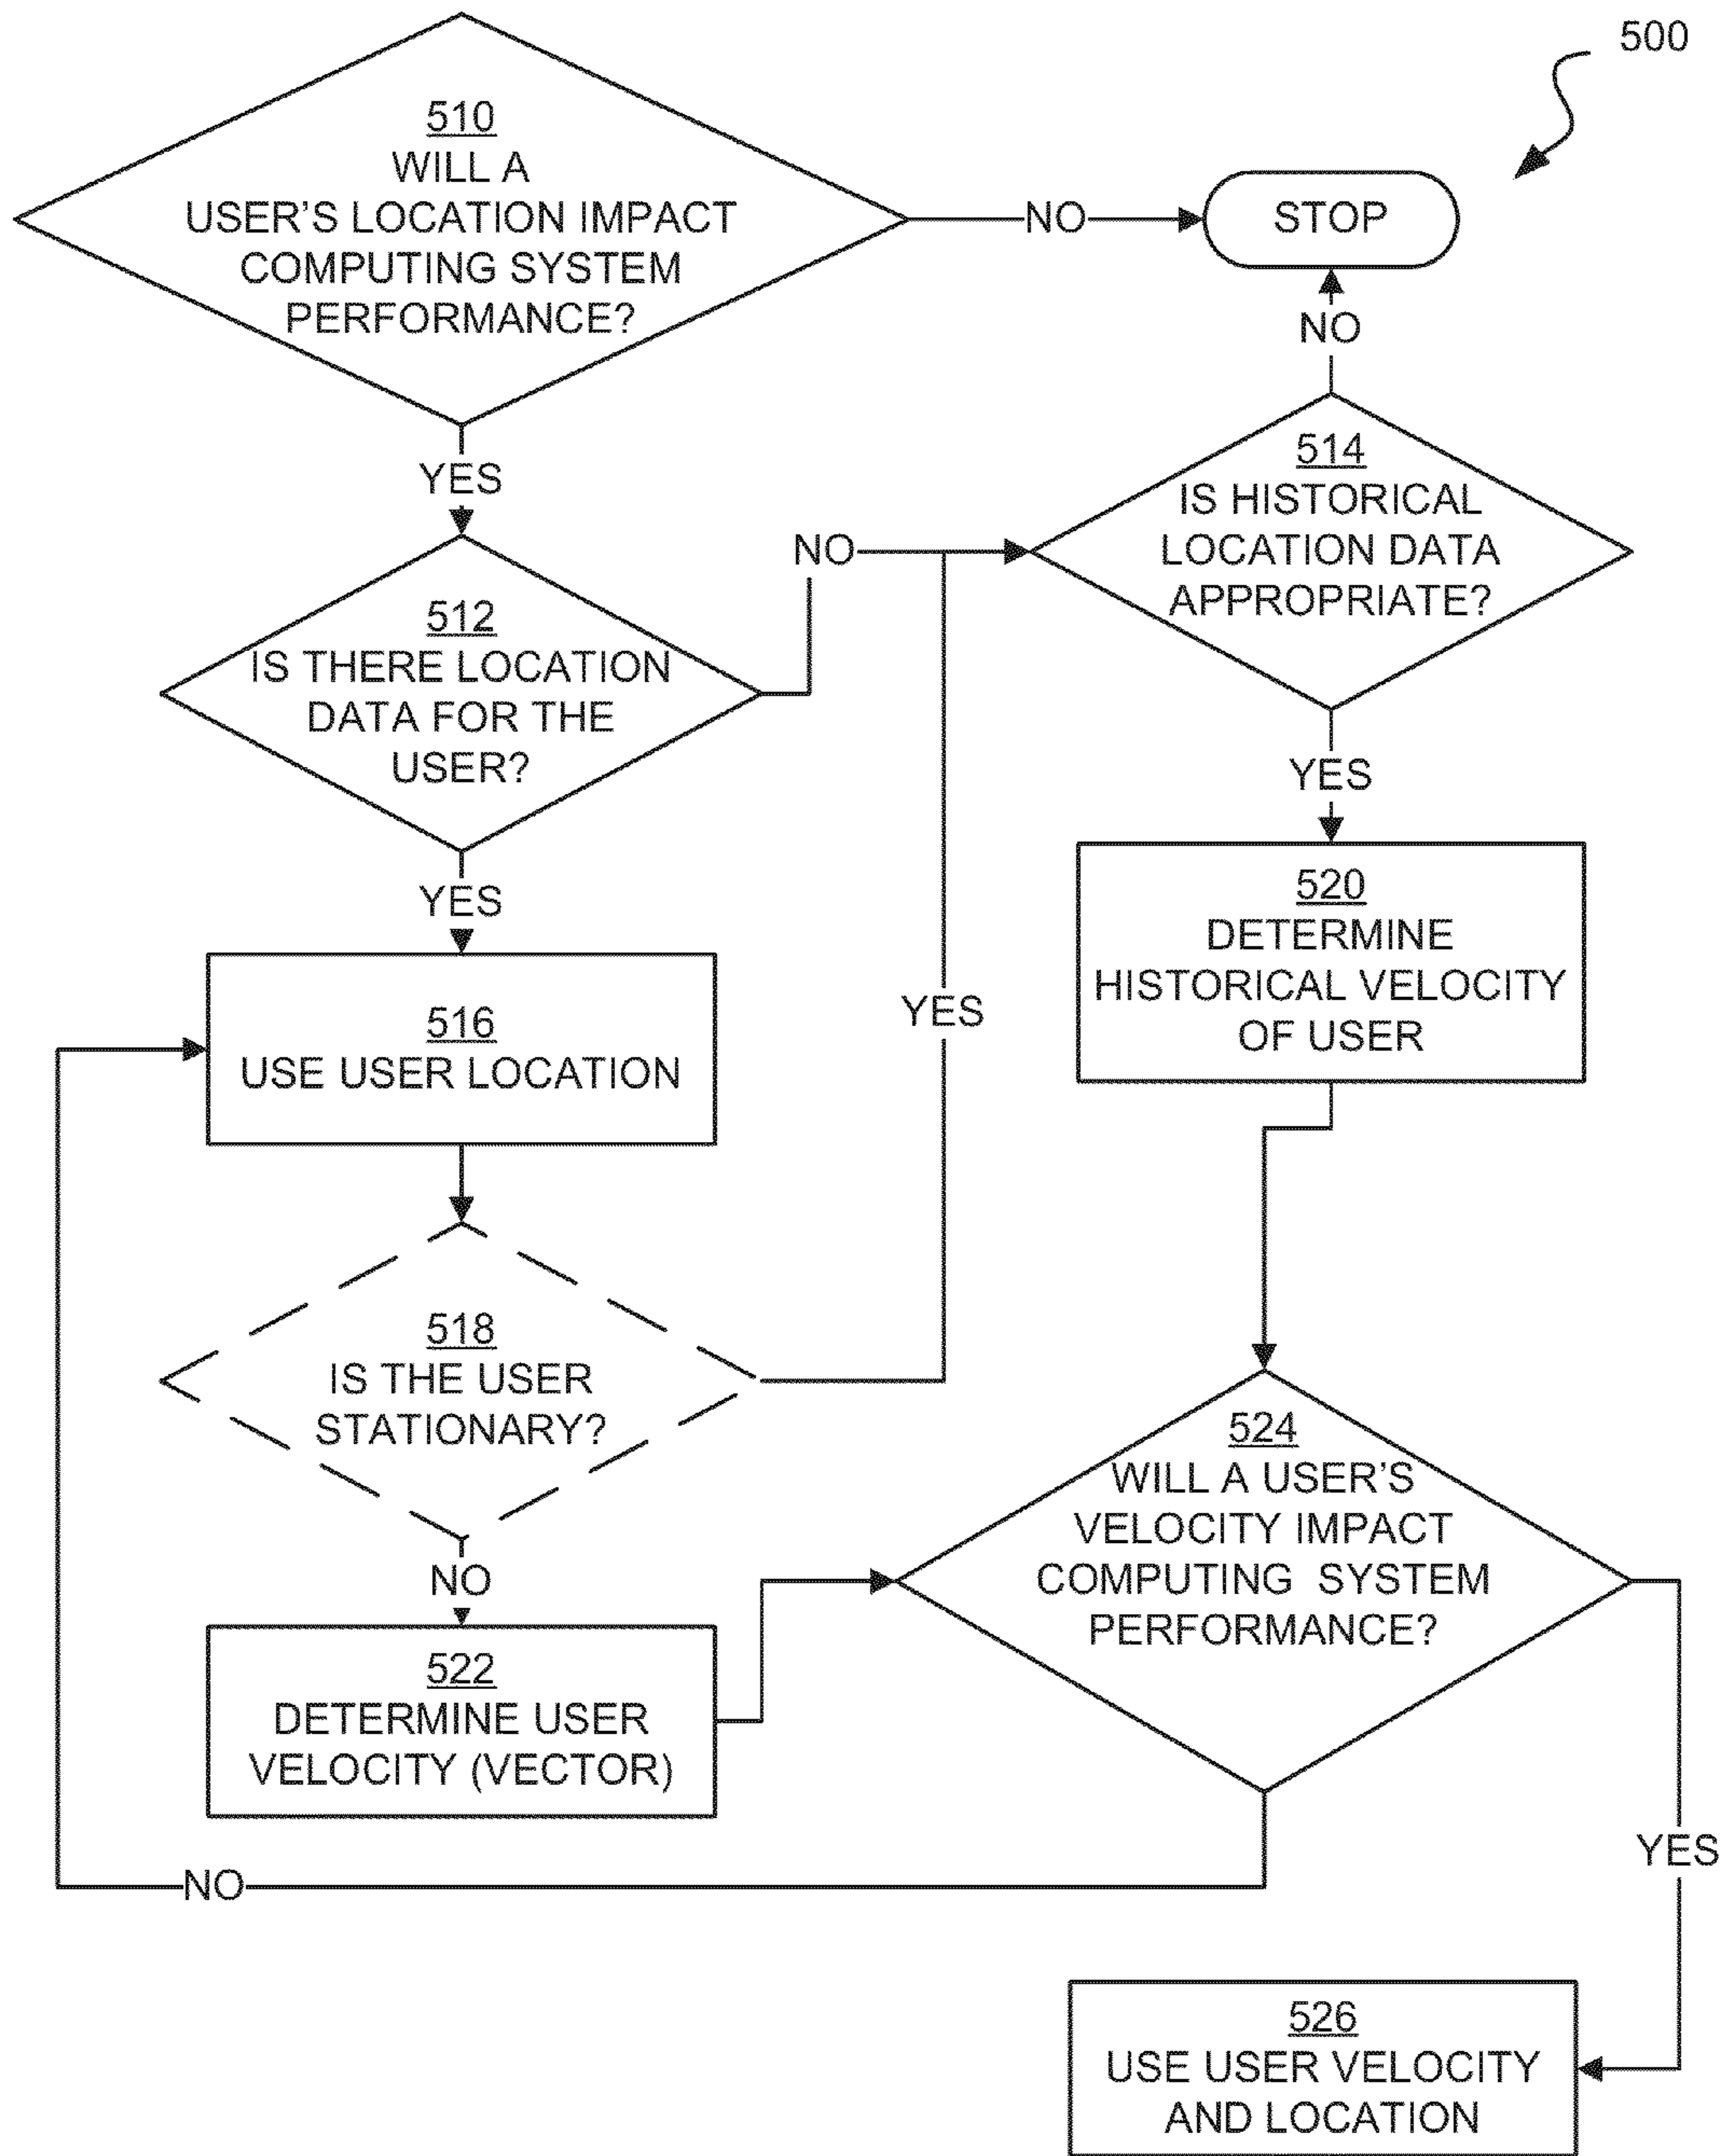 500
510
WILL A
USER'S LOCATION IMPACT
COMPUTING SYSTEM
PERFORMANCE?
NO
STOP
NO
YES
514
IS HISTORICAL
LOCATION DATA
APPROPRIATE?
NO
512
IS THERE LOCATION
DATA FOR THE
USER?
YES
520
DETERMINE
HISTORICAL VELOCITY
OF USER
YES
516
USE USER LOCATION
YES
518
IS THE USER
STATIONARY?
524
WILL A USER'S
VELOCITY IMPACT
COMPUTING SYSTEM
PERFORMANCE?
NO
522
DETERMINE USER
VELOCITY (VECTOR)
YES
NO
526
USE USER VELOCITY
AND LOCATION